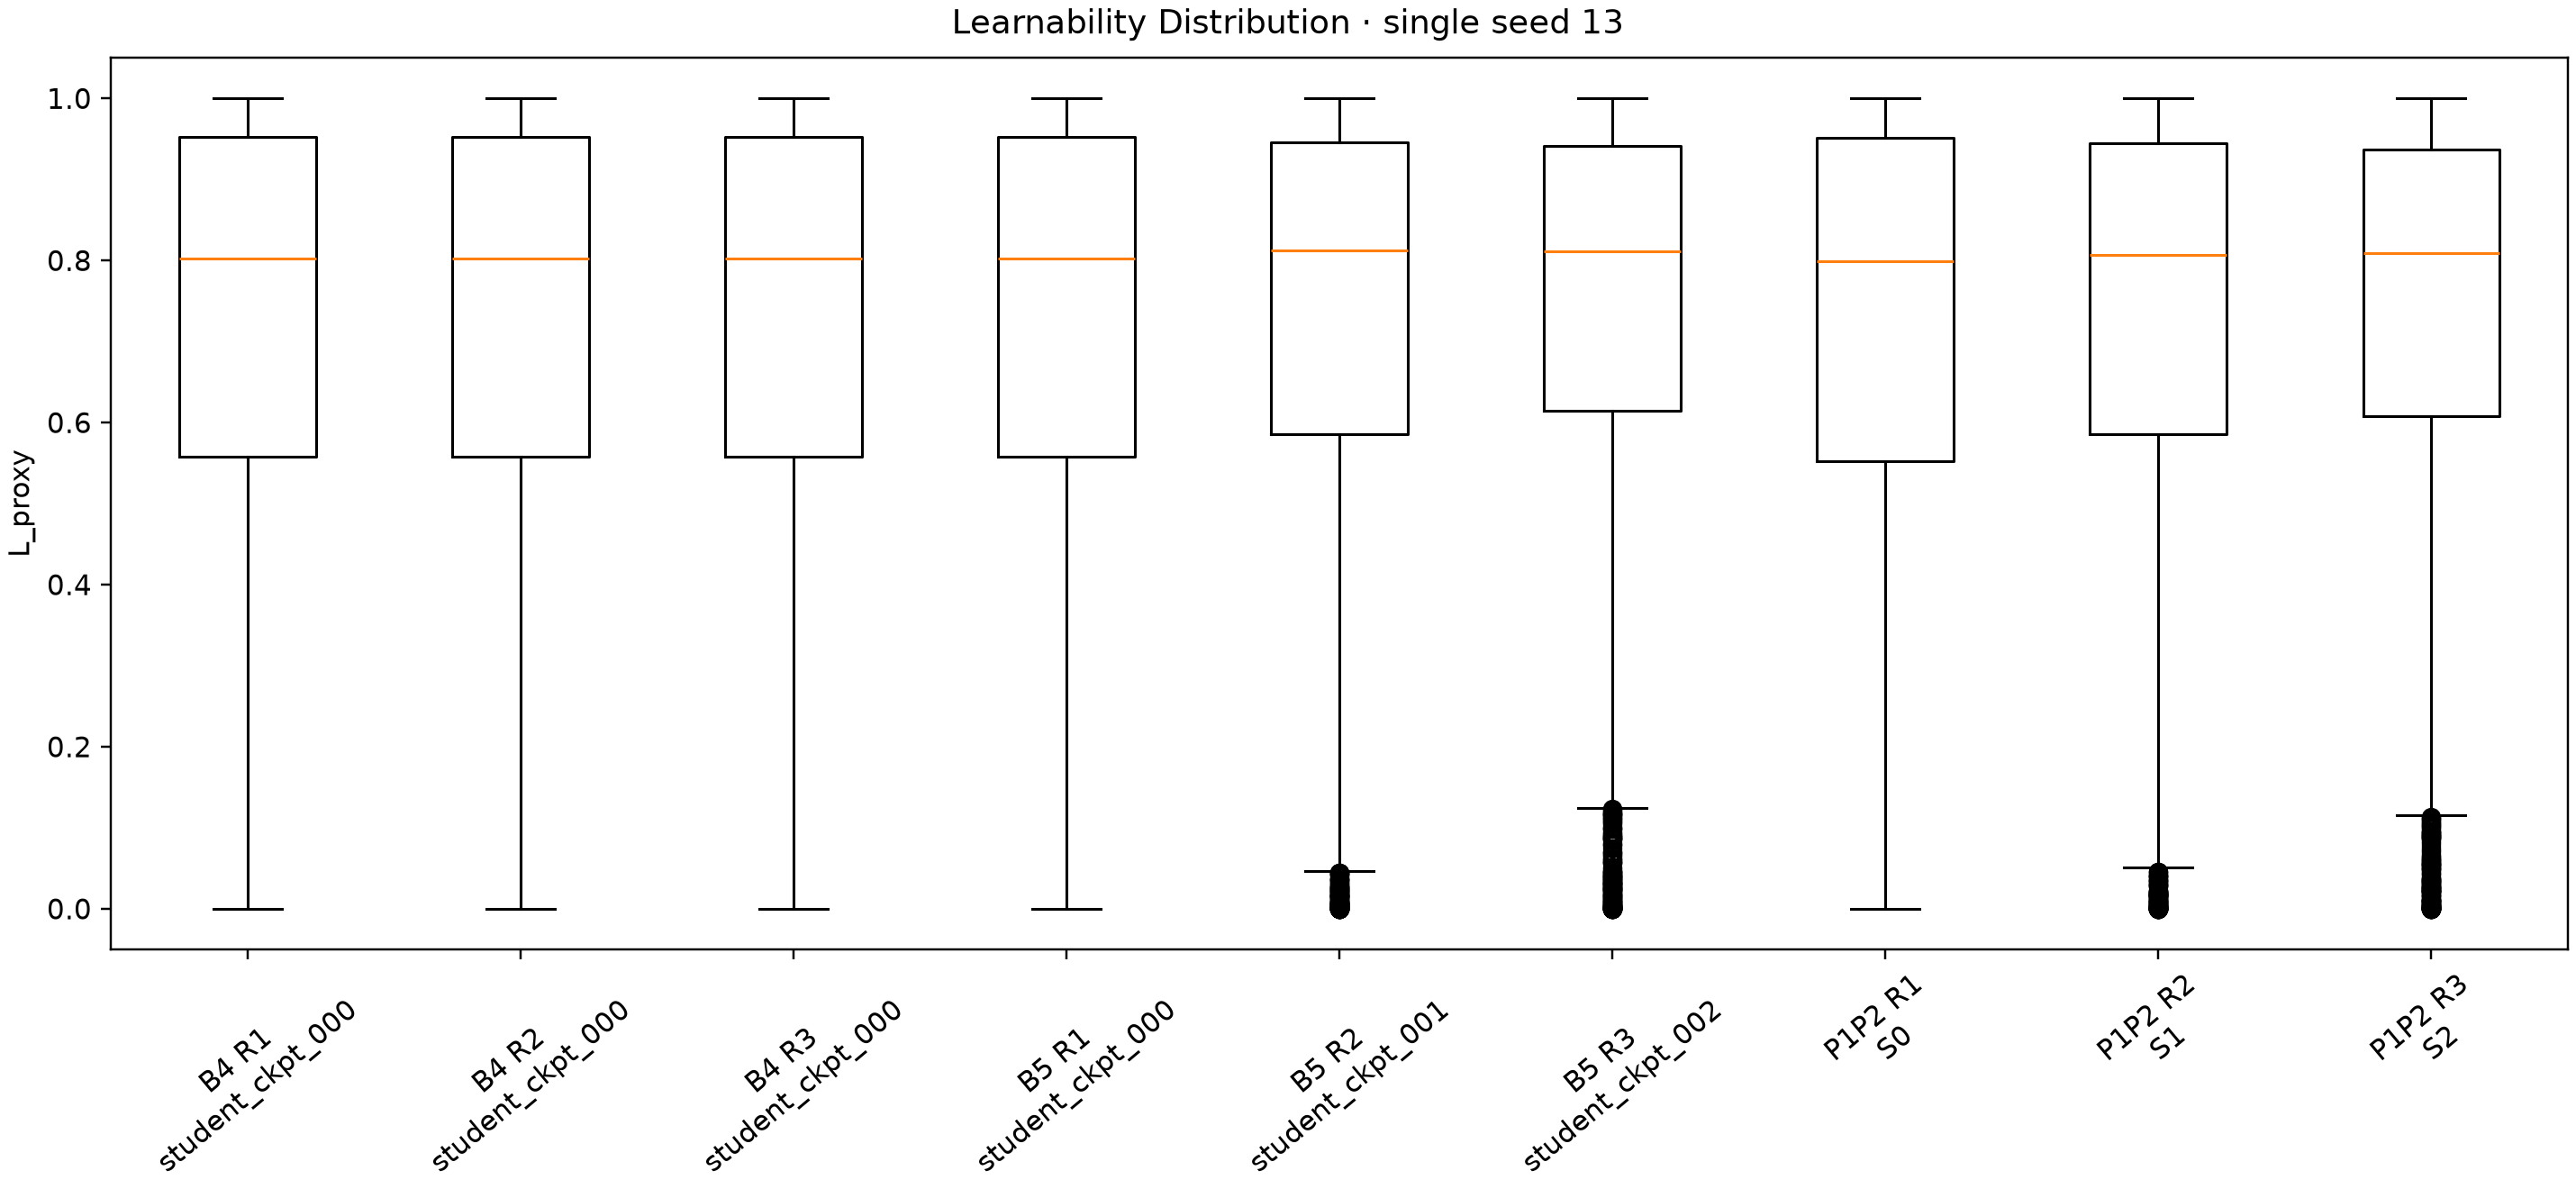 Learnability Distribution · single seed 13
L_proxy
1.0
0.8
0.6
0.4
0.2
0.0
B4 R1
student_ckpt_000
B4 R2
student_ckpt_000
B4 R3
student_ckpt_000
B5 R1
student_ckpt_000
B5 R2
student_ckpt_001
B5 R3
student_ckpt_002
P1P2 R1
S0
P1P2 R2
S1
P1P2 R3
S2